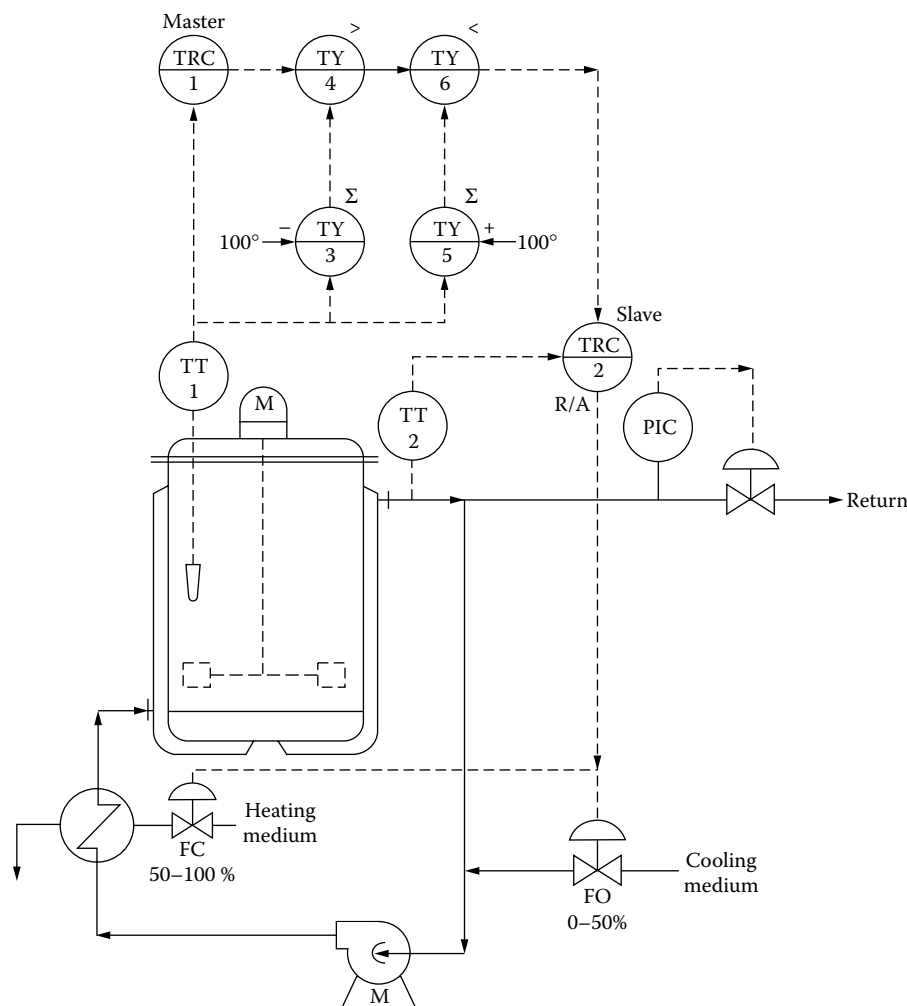 Master
>
<
TRC
1
TY
4
TY
6
Σ
Σ
100°
−
TY
3
TY
5
+
100°
Slave
TT
1
TRC
2
R/A
M
TT
2
PIC
Return
Heating
medium
FC
50–100 %
Cooling
medium
FO
0–50%
M